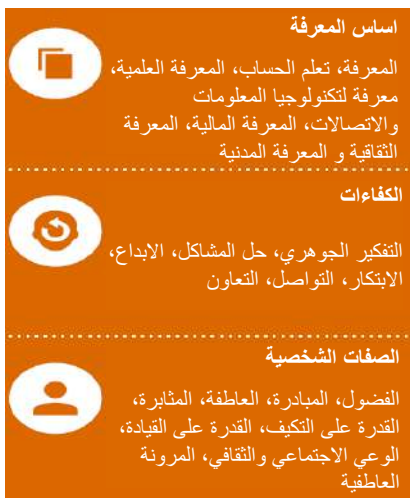 اساس المعرفة
المعرفة، تعلم الحساب، المعرفة العلمية،
معرفة لتكنولوجيا المعلومات
والاتصالات، المعرفة المالية، المعرفة
الثقاقية و المعرفة المدنية
الكفاءات
التفكير الجوهري، حل المشاكل، الابداع،
الابتكار، التواصل، التعاون
الصفات الشخصية
الفضول، المبادرة، العاطفة، المثابرة،
القدرة على التكيف، القدرة على القيادة،
الوعي الاجتماعي والثقافي، المرونة
العاطفية